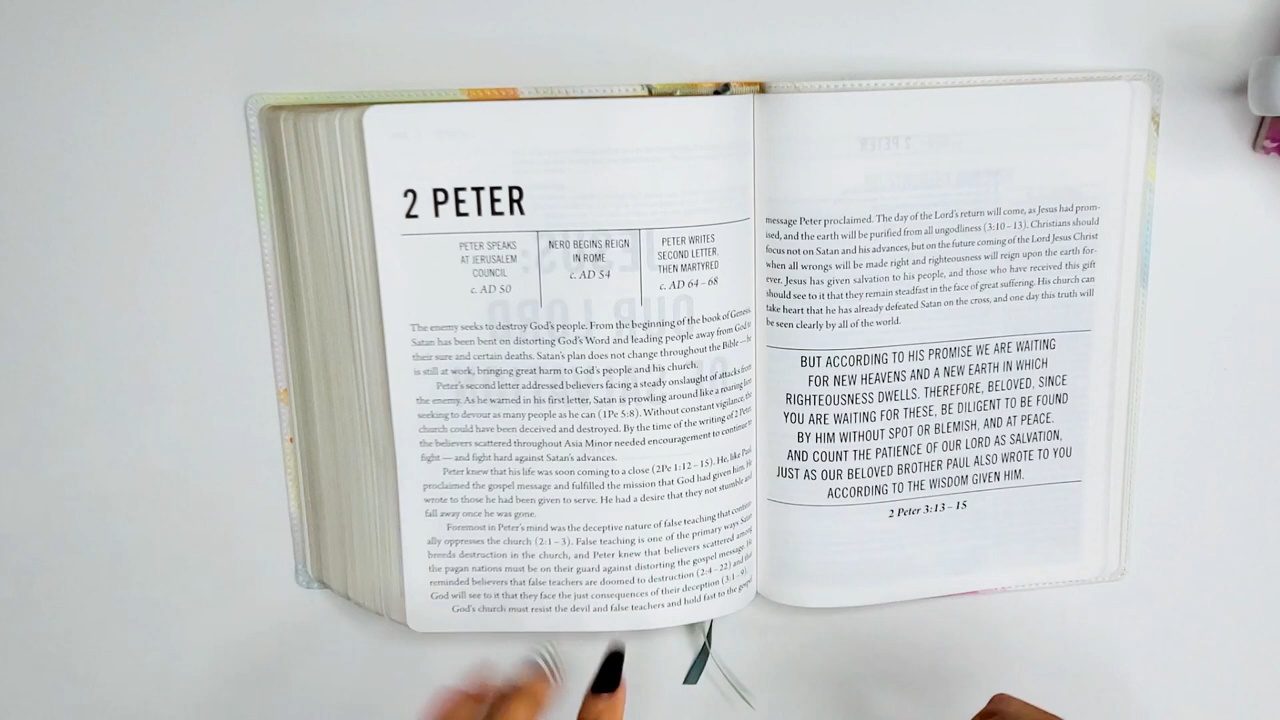 2 PETER
PETER SPEAKS
AT JERUSALEM
COUNCIL
c. AD 50
NERO BEGINS REIGN
IN ROME
c. AD 54
PETER WRITES
SECOND LETTER,
THEN MARTYRED
c. AD 64–68
The enemy seeks to destroy God's people. From the beginning of the book of Genesis,
Satan has been bent on distorting God's Word and leading people away from God to
their sure and certain deaths. Satan's plan does not change throughout the Bible — he
is still at work, bringing great harm to God's people and his church.
Peter's second letter addressed believers facing a steady onslaught of attacks from
the enemy. As he warned in his first letter, Satan is prowling around like a roaring lion
seeking to devour as many people as he can (1Pe 5:8). Without constant vigilance, the
church could have been deceived and destroyed. By the time of the writing of 2 Peter,
the believers scattered throughout Asia Minor needed encouragement to continue to
fight — and fight hard against Satan's advances.
Peter knew that his life was soon coming to a close (2Pe 1:12–15). He, like Paul,
proclaimed the gospel message and fulfilled the mission that God had given him. He
wrote to those he had been given to serve. He had a desire that they not stumble and
fall away once he was gone.
Foremost in Peter's mind was the deceptive nature of false teaching that
ally oppresses the church (2:1–3). False teaching is one of the primary ways Satan
breeds destruction in the church, and Peter knew that believers scattered among
the pagan nations must be on their guard against distorting the gospel message. He
reminded believers that false teachers are doomed to destruction (2:4–22) and
God will see to it that they face the just consequences of their deception (3:1–9).
God's church must resist the devil and false teachers and hold fast to the gospel
message Peter proclaimed. The day of the Lord's return will come, as Jesus had prom-
ised, and the earth will be purified from all ungodliness (3:10–13). Christians should
focus not on Satan and his advances, but on the future coming of the Lord Jesus Christ
when all wrongs will be made right and righteousness will reign upon the earth for-
ever. Jesus has given salvation to his people, and those who have received this gift
should see to it that they remain steadfast in the face of great suffering. His church can
take heart that he has already defeated Satan on the cross, and one day this truth will
be seen clearly by all of the world.
BUT ACCORDING TO HIS PROMISE WE ARE WAITING
FOR NEW HEAVENS AND A NEW EARTH IN WHICH
RIGHTEOUSNESS DWELLS. THEREFORE, BELOVED, SINCE
YOU ARE WAITING FOR THESE, BE DILIGENT TO BE FOUND
BY HIM WITHOUT SPOT OR BLEMISH, AND AT PEACE.
AND COUNT THE PATIENCE OF OUR LORD AS SALVATION,
JUST AS OUR BELOVED BROTHER PAUL ALSO WROTE TO YOU
ACCORDING TO THE WISDOM GIVEN HIM.
2 Peter 3:13–15